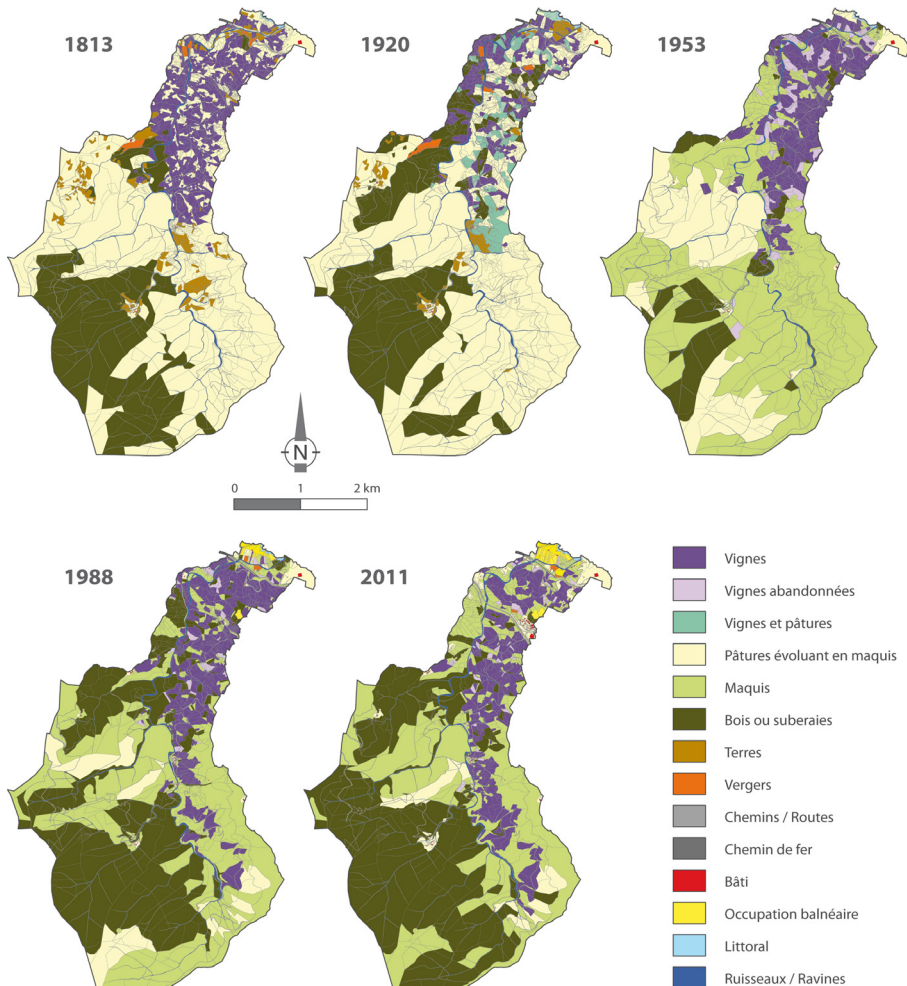 1813
1920
1953
N
0 1 2 km
1988
2011
Vignes
Vignes abandonnées
Vignes et pâtures
Pâtures évoluant en maquis
Maquis
Bois ou suberaies
Terres
Vergers
Chemins / Routes
Chemin de fer
Bâti
Occupation balnéaire
Littoral
Ruisseaux / Ravines